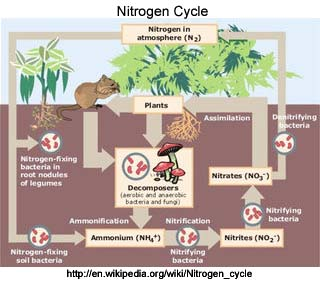 Nitrogen Cycle
Nitrogen in
atmosphere (N₂)
Plants
Assimilation
Denitrifying
bacteria
Nitrogen-fixing
bacteria in
root nodules
of legumes
Decomposers
(aerobic and anaerobic
bacteria and fungi)
Nitrates (NO₃⁻)
Ammonification
Nitrification
Nitrifying
bacteria
Ammonium (NH₄⁺)
Nitrites (NO₂⁻)
Nitrogen-fixing
soil bacteria
Nitrifying
bacteria
http://en.wikipedia.org/wiki/Nitrogen_cycle